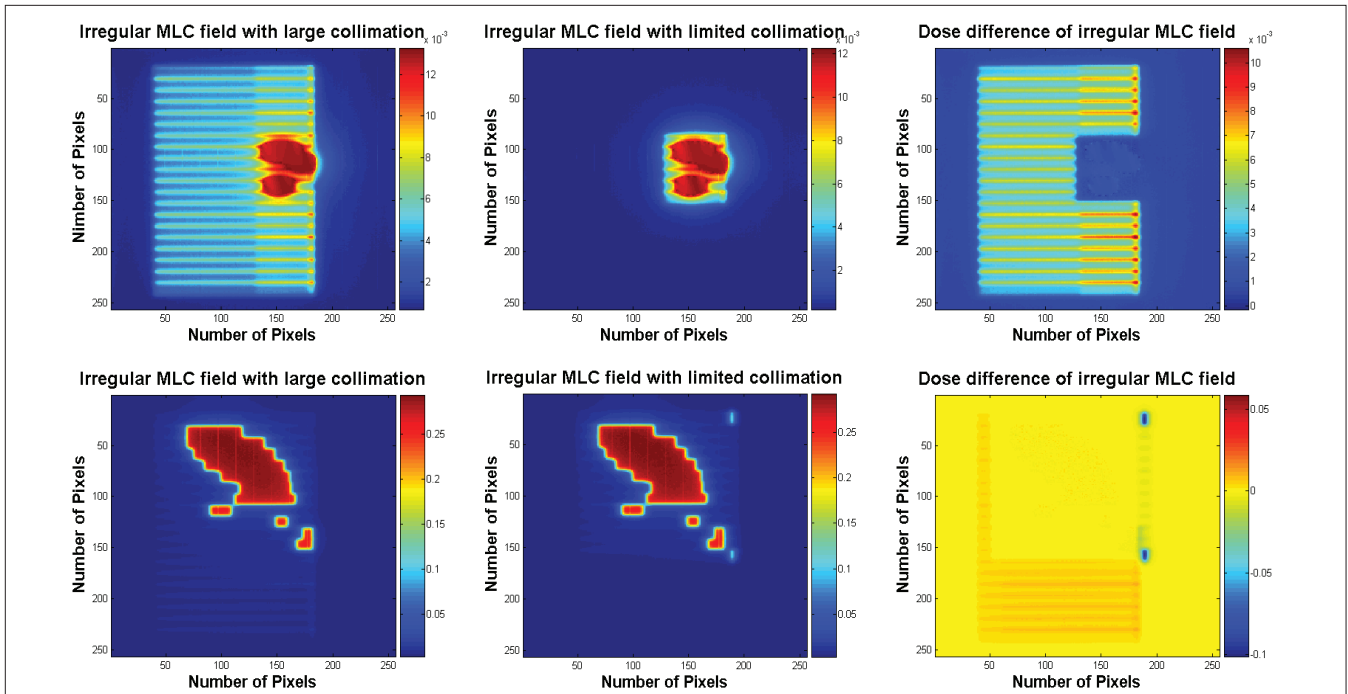 Irregular MLC field with large collimation
x 10⁻³
12
10
8
6
4
2
50
100
150
200
250
Nimber of Pixels
50 100 150 200 250
Number of Pixels
Irregular MLC field with limited collimation
x 10⁻³
12
10
8
6
4
2
50
100
150
200
250
Number of Pixels
50 100 150 200 250
Number of Pixels
Dose difference of irregular MLC field
x 10⁻³
10
9
8
7
6
5
4
3
2
1
0
50
100
150
200
250
Number of Pixels
50 100 150 200 250
Number of Pixels
Irregular MLC field with large collimation
0.25
0.2
0.15
0.1
0.05
50
100
150
200
250
Number of Pixels
50 100 150 200 250
Number of Pixels
Irregular MLC field with limited collimation
0.25
0.2
0.15
0.1
0.05
50
100
150
200
250
Number of Pixels
50 100 150 200 250
Number of Pixels
Dose difference of irregular MLC field
0.05
0
-0.05
-0.1
50
100
150
200
250
Number of Pixels
50 100 150 200 250
Number of Pixels